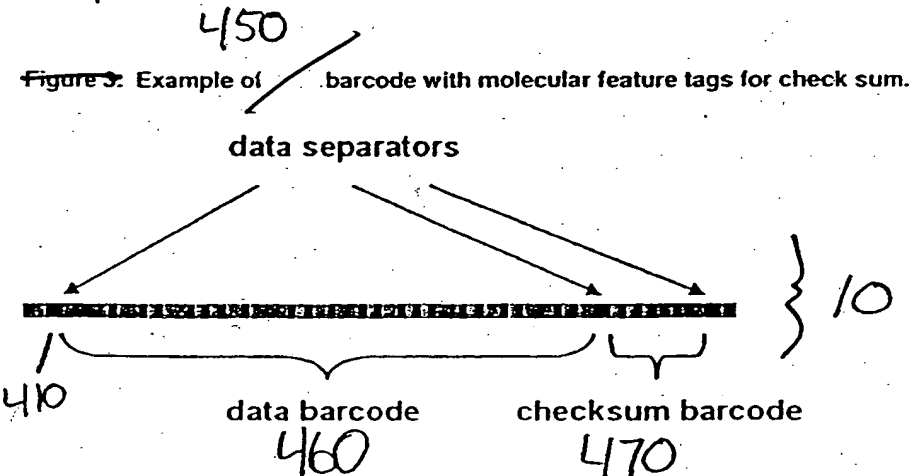 450
Figure 3. Example of barcode with molecular feature tags for check sum.
data separators
10
410
data barcode checksum barcode
460 470